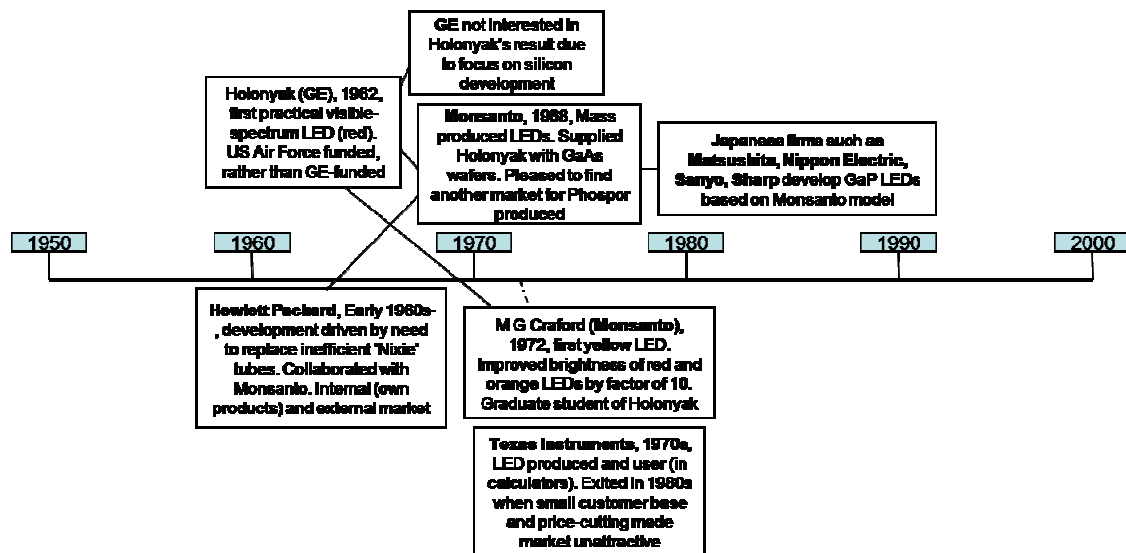 GE not interested in
Holonyak's result due
to focus on silicon
development
Holonyak (GE), 1962,
first practical visible-
spectrum LED (red).
US Air Force funded,
rather than GE-funded
Monsanto, 1968, Mass
produced LEDs. Supplied
Holonyak with GaAs
wafers. Pleased to find
another market for Phospor
produced
Japanese firms such as
Matsushita, Nippon Electric,
Sanyo, Sharp develop GaP LEDs
based on Monsanto model
1950
1960
1970
1980
1990
2000
Hewlett Packard, Early 1960s-
, development driven by need
to replace inefficient 'Nixie'
tubes. Collaborated with
Monsanto. Internal (own
products) and external market
M G Craford (Monsanto),
1972, first yellow LED.
Improved brightness of red and
orange LEDs by factor of 10.
Graduate student of Holonyak
Texas Instruments, 1970s,
LED produced and user (in
calculators). Exited in 1980s
when small customer base
and price-cutting made
market unattractive